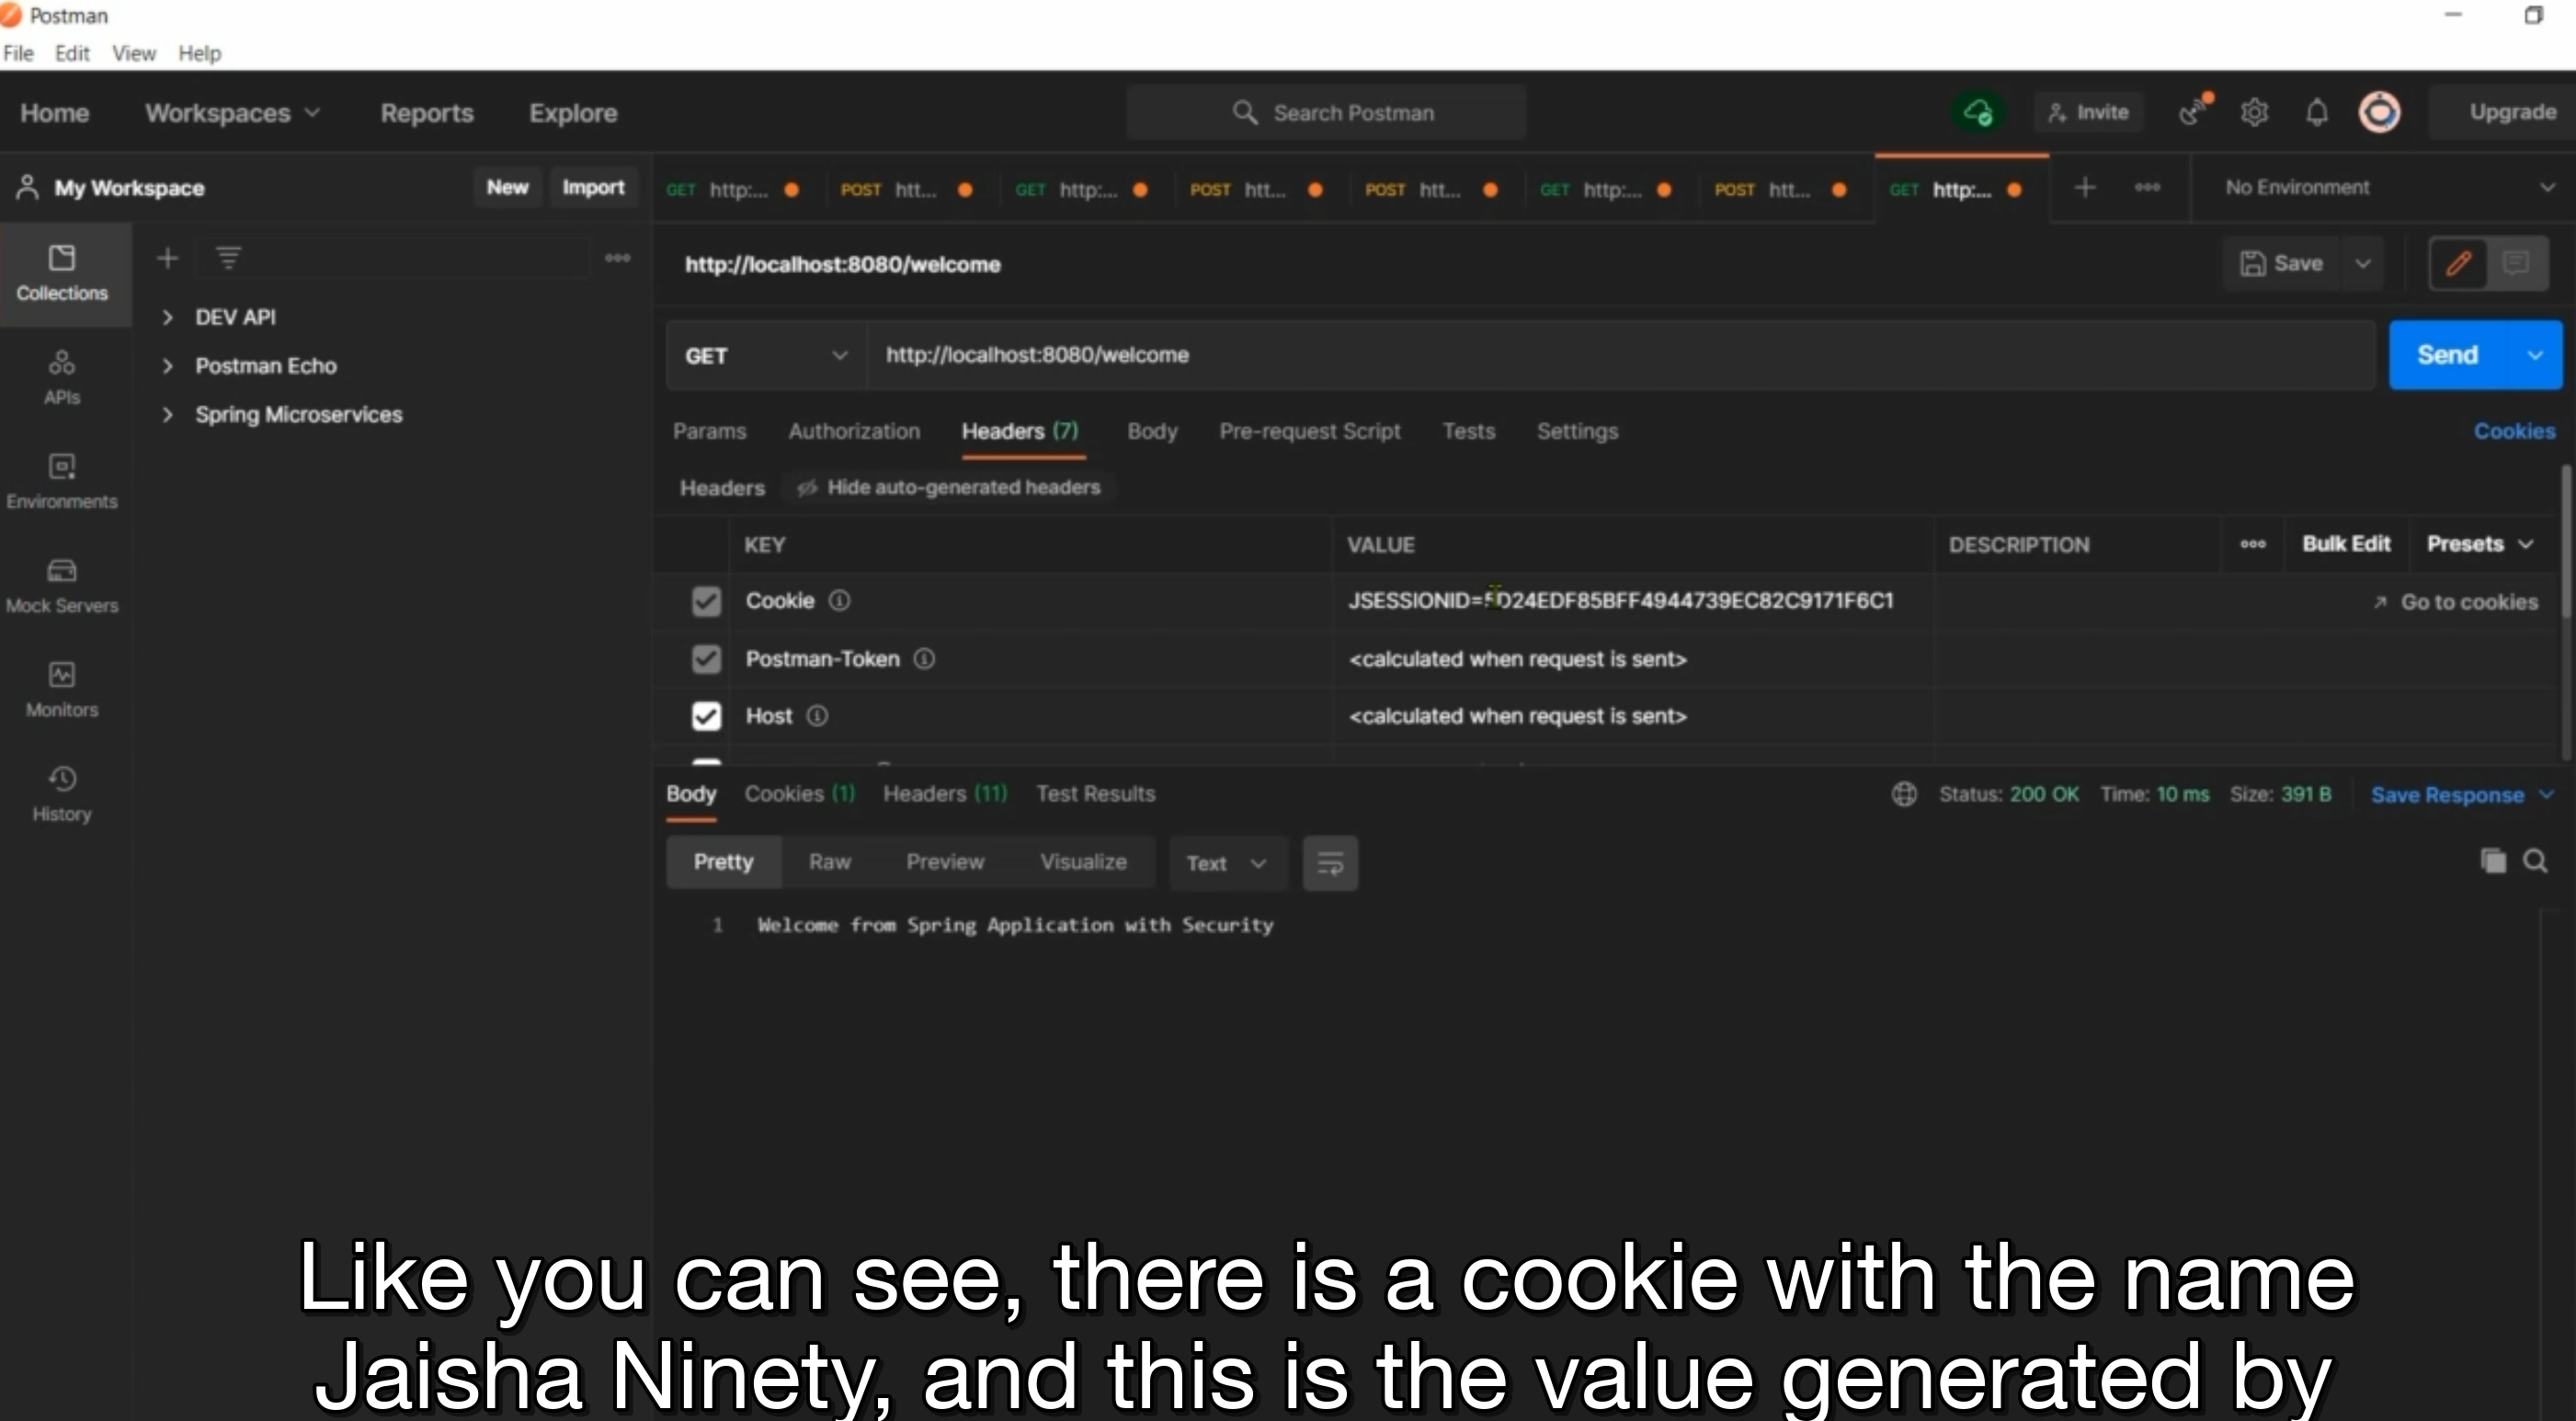 Postman
File Edit View Help
Home Workspaces Reports Explore Search Postman Invite Upgrade
My Workspace New Import GET http:... POST htt... GET http:... POST htt... POST htt... GET http:... POST htt... GET http:... No Environment
Collections
APIs
Environments
Mock Servers
Monitors
History
DEV API
Postman Echo
Spring Microservices
http://localhost:8080/welcome Save
GET http://localhost:8080/welcome Send
Params Authorization Headers (7) Body Pre-request Script Tests Settings Cookies
Headers Hide auto-generated headers
KEY VALUE DESCRIPTION Bulk Edit Presets
Cookie JSESSIONID=5D24EDF85BFF4944739EC82C9171F6C1 Go to cookies
Postman-Token <calculated when request is sent>
Host <calculated when request is sent>
Body Cookies (1) Headers (11) Test Results Status: 200 OK Time: 10 ms Size: 391 B Save Response
Pretty Raw Preview Visualize Text
1 Welcome from Spring Application with Security
Like you can see, there is a cookie with the name
Jaisha Ninety, and this is the value generated by